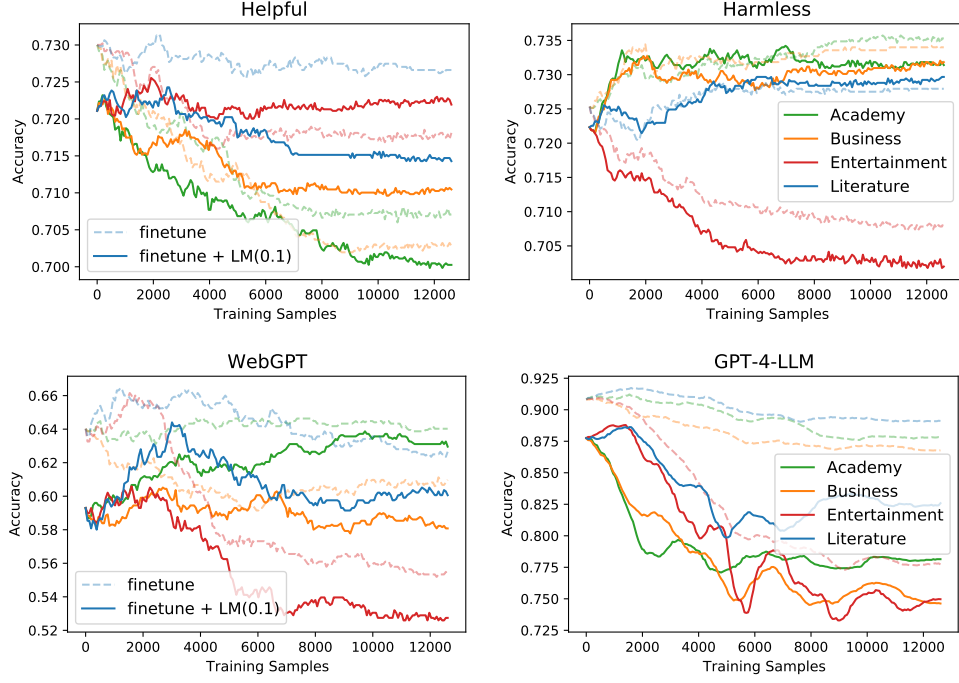 Helpful
0.730
0.725
0.720
0.715
0.710
0.705
0.700
Accuracy
finetune
finetune + LM(0.1)
0 2000 4000 6000 8000 10000 12000
Training Samples
Harmless
0.735
0.730
0.725
0.720
0.715
0.710
0.705
Accuracy
Academy
Business
Entertainment
Literature
0 2000 4000 6000 8000 10000 12000
Training Samples
WebGPT
0.66
0.64
0.62
0.60
0.58
0.56
0.54
0.52
Accuracy
finetune
finetune + LM(0.1)
0 2000 4000 6000 8000 10000 12000
Training Samples
GPT-4-LLM
0.925
0.900
0.875
0.850
0.825
0.800
0.775
0.750
0.725
Accuracy
Academy
Business
Entertainment
Literature
0 2000 4000 6000 8000 10000 12000
Training Samples